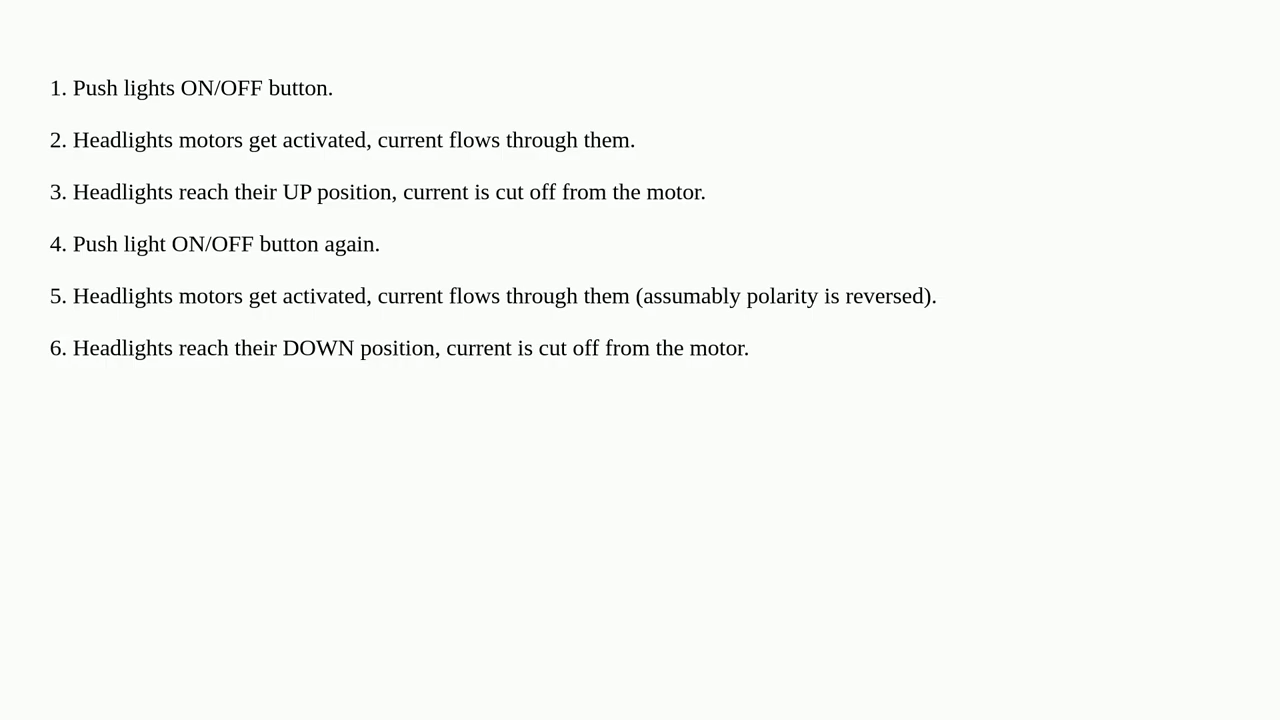 1. Push lights ON/OFF button.
2. Headlights motors get activated, current flows through them.
3. Headlights reach their UP position, current is cut off from the motor.
4. Push light ON/OFF button again.
5. Headlights motors get activated, current flows through them (assumably polarity is reversed).
6. Headlights reach their DOWN position, current is cut off from the motor.